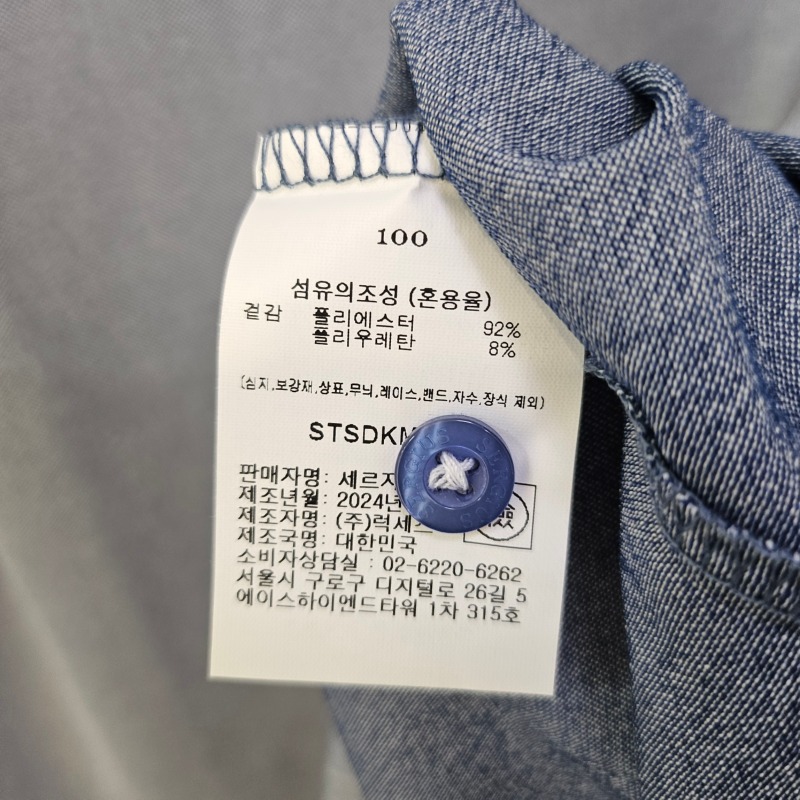 100
섬유의조성 (혼용율)
겉감 폴리에스터 92%
폴리우레탄 8%
(심지,보강재,상표,무늬,레이스,밴드,자수,장식 제외)
STSDKM
판매자명: 세르지
제조년월: 2024년
제조자명: (주)럭셰
제조국명: 대한민국
소비자상담실 : 02-6220-6262
서울시 구로구 디지털로 26길 5
에이스하이엔드타워 1차 315호